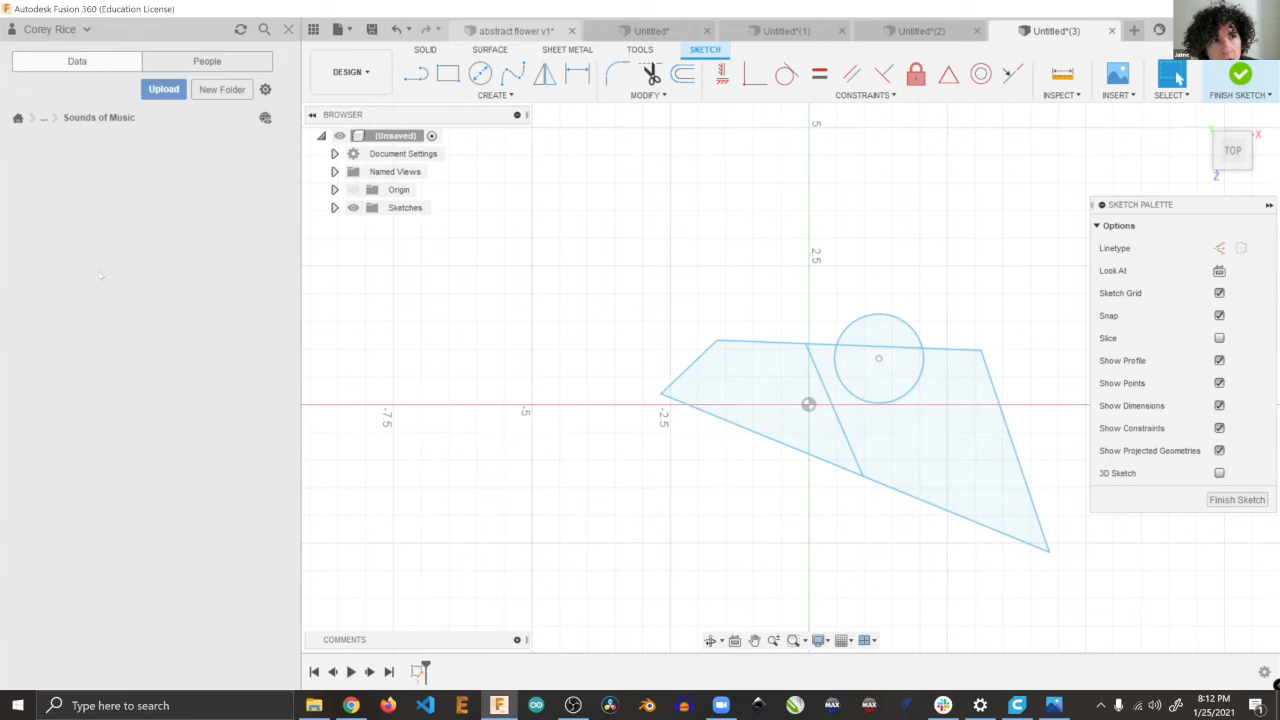 Autodesk Fusion 360 (Education License)
Corey Rice
abstract flower v1*
Untitled*
Untitled*(1)
Untitled*(2)
Untitled*(3)
Data
People
Upload
New Folder
... Sounds of Music
DESIGN
SOLID
SURFACE
SHEET METAL
TOOLS
SKETCH
CREATE
MODIFY
CONSTRAINTS
INSPECT
INSERT
SELECT
FINISH SKETCH
BROWSER
(Unsaved)
Document Settings
Named Views
Origin
Sketches
5
2.5
-2.5
-5
-7.5
TOP
X
Y
Z
SKETCH PALETTE
Options
Linetype
Look At
Sketch Grid
Snap
Slice
Show Profile
Show Points
Show Dimensions
Show Constraints
Show Projected Geometries
3D Sketch
Finish Sketch
COMMENTS
Type here to search
MAX
MAX
8:12 PM
1/25/2021